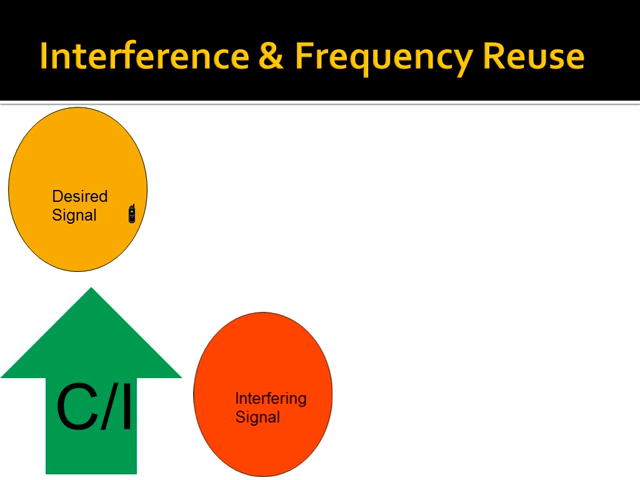 Interference & Frequency Reuse
Desired
Signal
C/I
Interfering
Signal